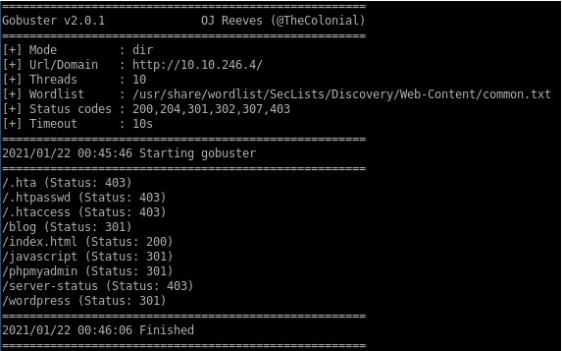 =====================================================
Gobuster v2.0.1 OJ Reeves (@TheColonial)
=====================================================
[+] Mode : dir
[+] Url/Domain : http://10.10.246.4/
[+] Threads : 10
[+] Wordlist : /usr/share/wordlist/SecLists/Discovery/Web-Content/common.txt
[+] Status codes : 200,204,301,302,307,403
[+] Timeout : 10s
=====================================================
2021/01/22 00:45:46 Starting gobuster
=====================================================
/.hta (Status: 403)
/.htpasswd (Status: 403)
/.htaccess (Status: 403)
/blog (Status: 301)
/index.html (Status: 200)
/javascript (Status: 301)
/phpmyadmin (Status: 301)
/server-status (Status: 403)
/wordpress (Status: 301)
=====================================================
2021/01/22 00:46:06 Finished
=====================================================